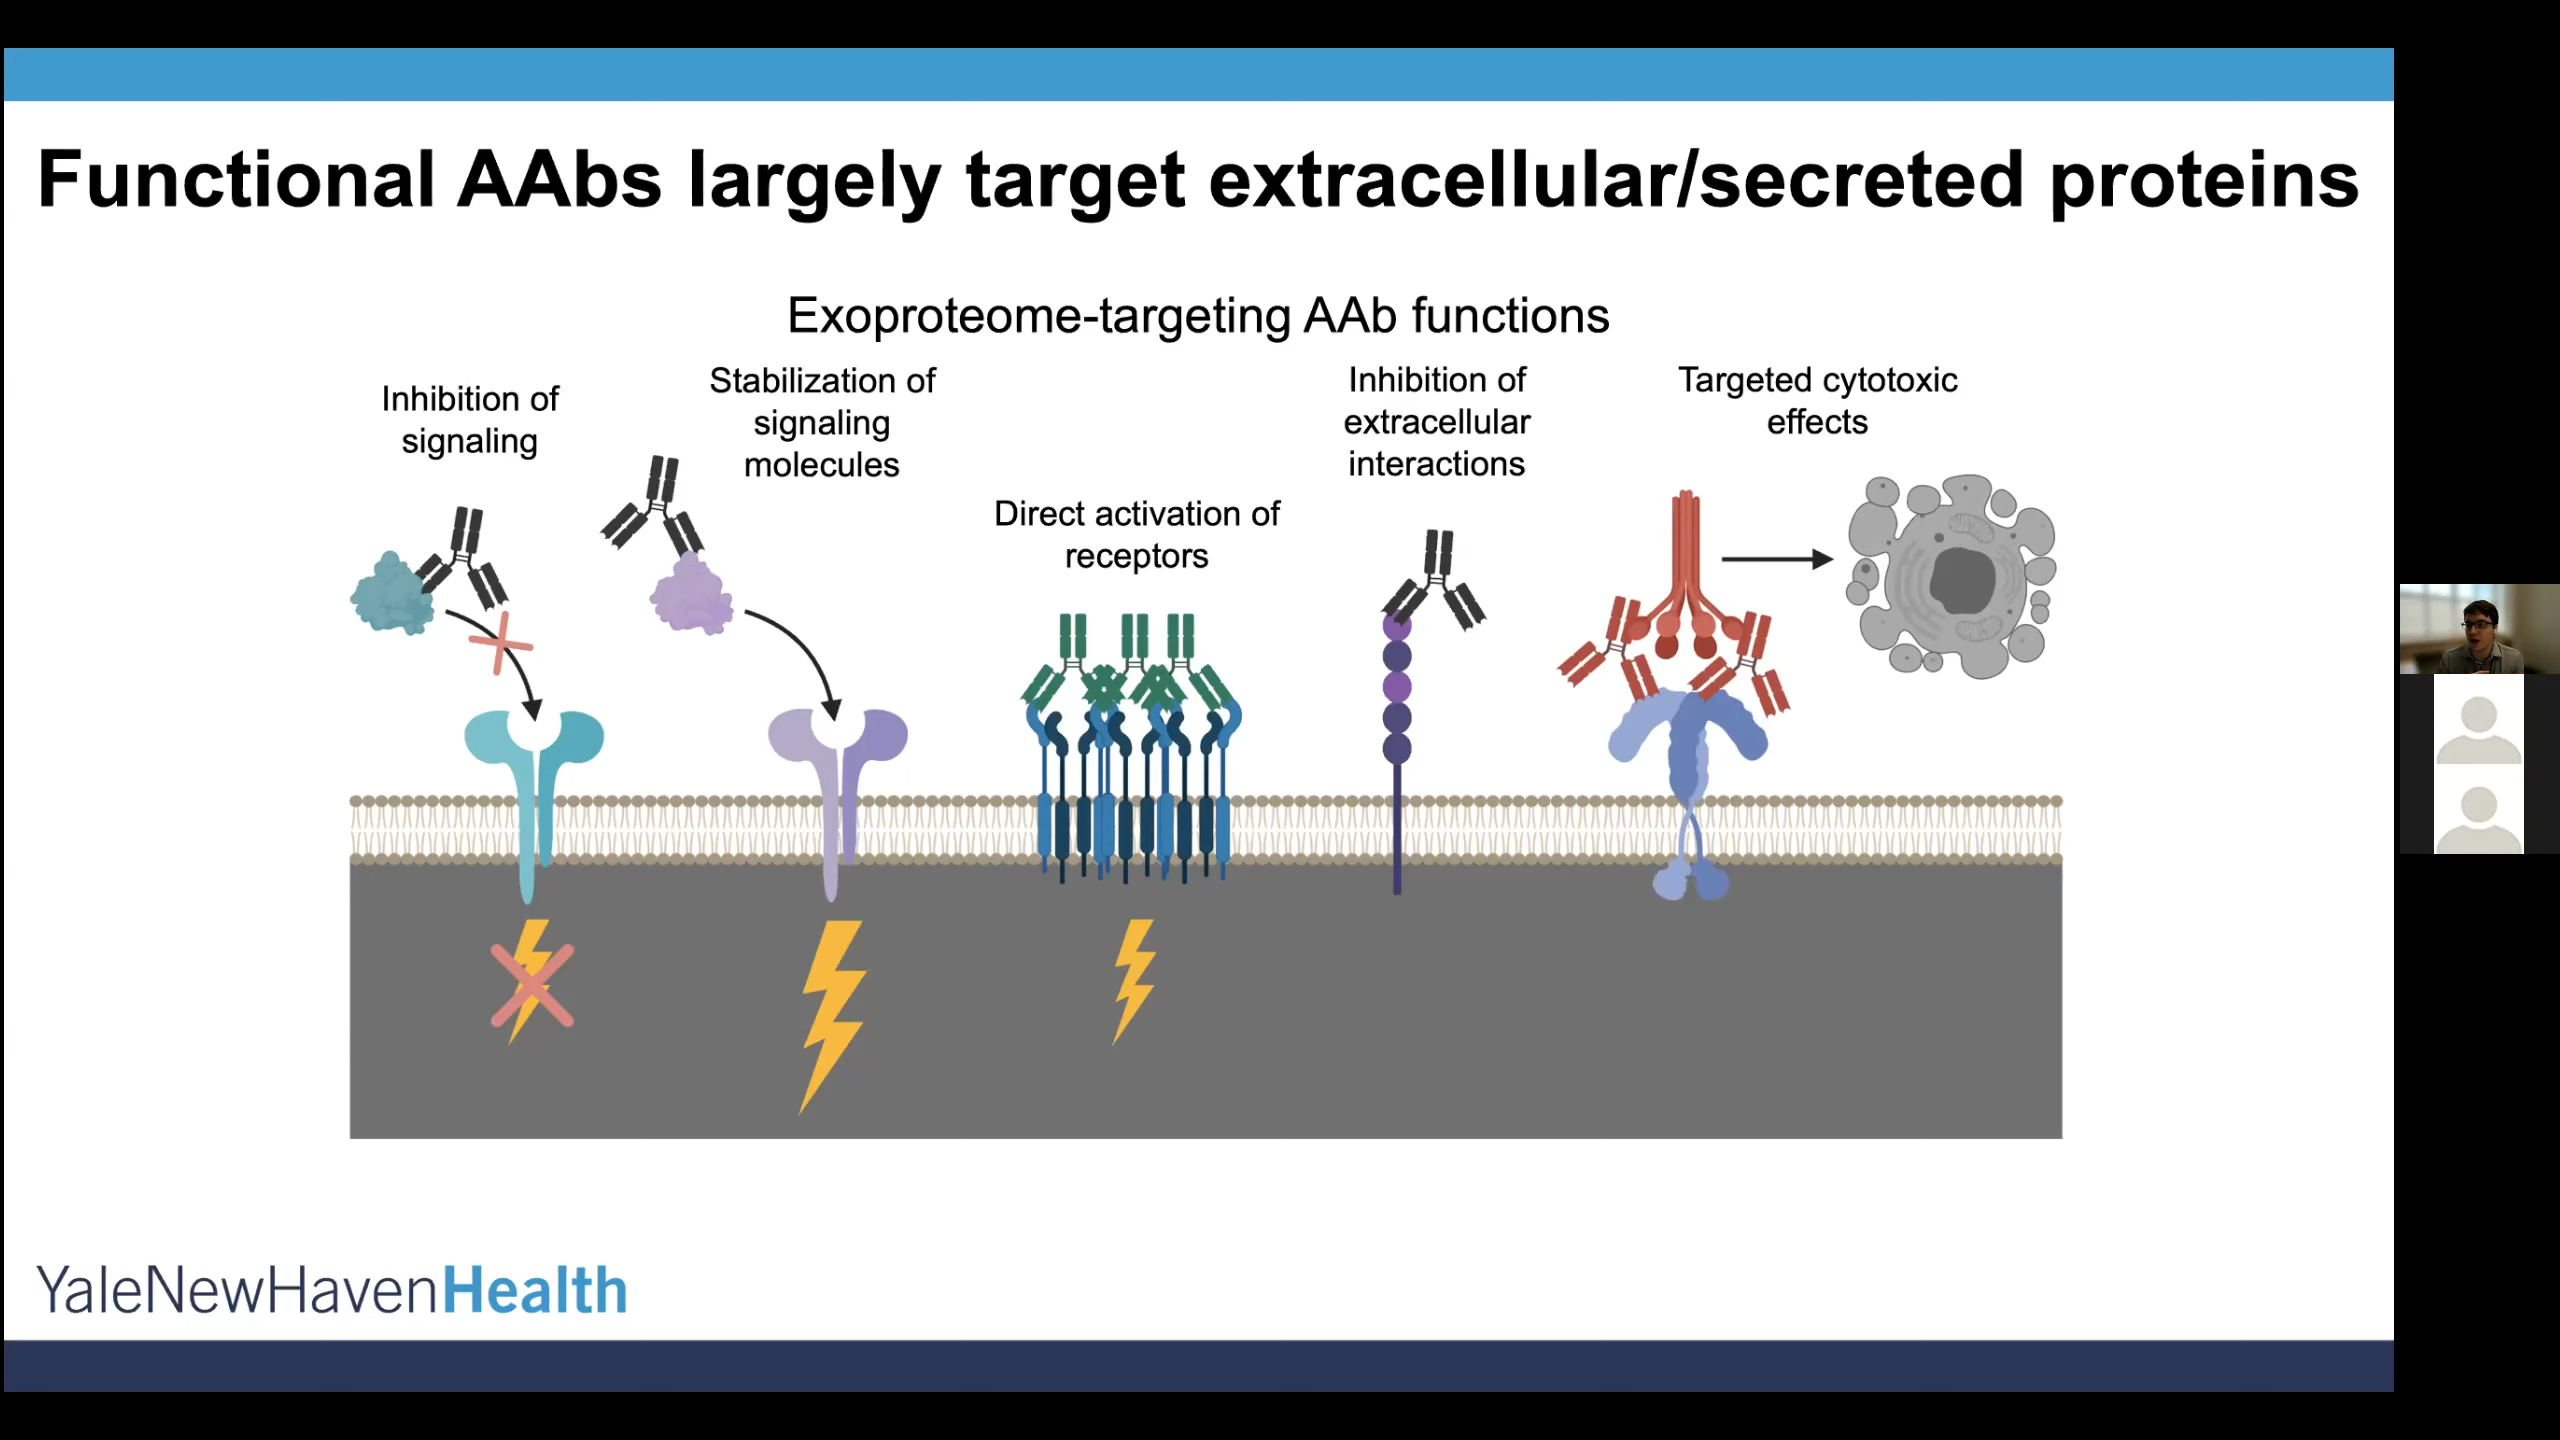 Functional AAbs largely target extracellular/secreted proteins
Exoproteome-targeting AAb functions
Inhibition of
signaling
Stabilization of
signaling
molecules
Direct activation of
receptors
Inhibition of
extracellular
interactions
Targeted cytotoxic
effects
YaleNewHavenHealth